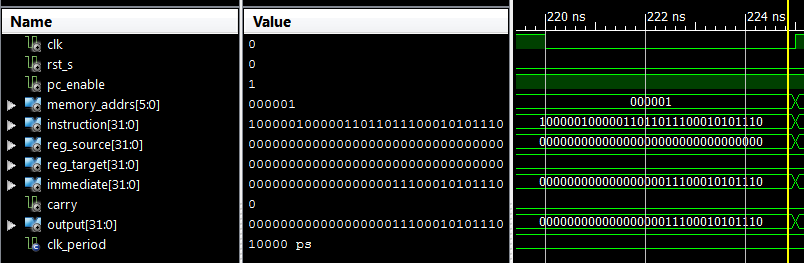 Name Value 220 ns 222 ns 224 ns
clk 0
rst_s 0
pc_enable 1
memory_addrs[5:0] 000001 000001
instruction[31:0] 10000010000011011011100010101110 10000010000011011011100010101110
reg_source[31:0] 00000000000000000000000000000000 00000000000000000000000000000000
reg_target[31:0] 00000000000000000000000000000000
immediate[31:0] 00000000000000000011100010101110 00000000000000000011100010101110
carry 0
output[31:0] 00000000000000000011100010101110 00000000000000000011100010101110
clk_period 10000 ps